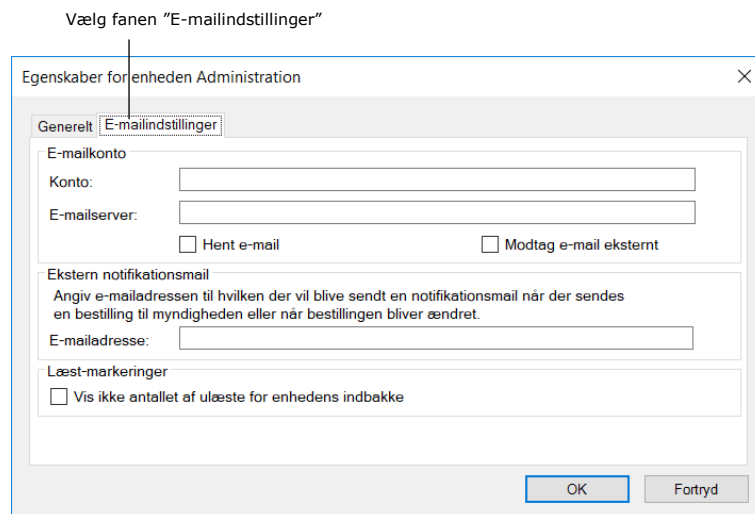 Vælg fanen ”E-mailindstillinger”
Egenskaber for enheden Administration
Generelt E-mailindstillinger
E-mailkonto
Konto:
E-mailserver:
Hent e-mail Modtag e-mail eksternt
Ekstern notifikationsmail
Angiv e-mailadressen til hvilken der vil blive sendt en notifikationsmail når der sendes
en bestilling til myndigheden eller når bestillingen bliver ændret.
E-mailadresse:
Læst-markeringer
Vis ikke antallet af ulæste for enhedens indbakke
OK Fortryd